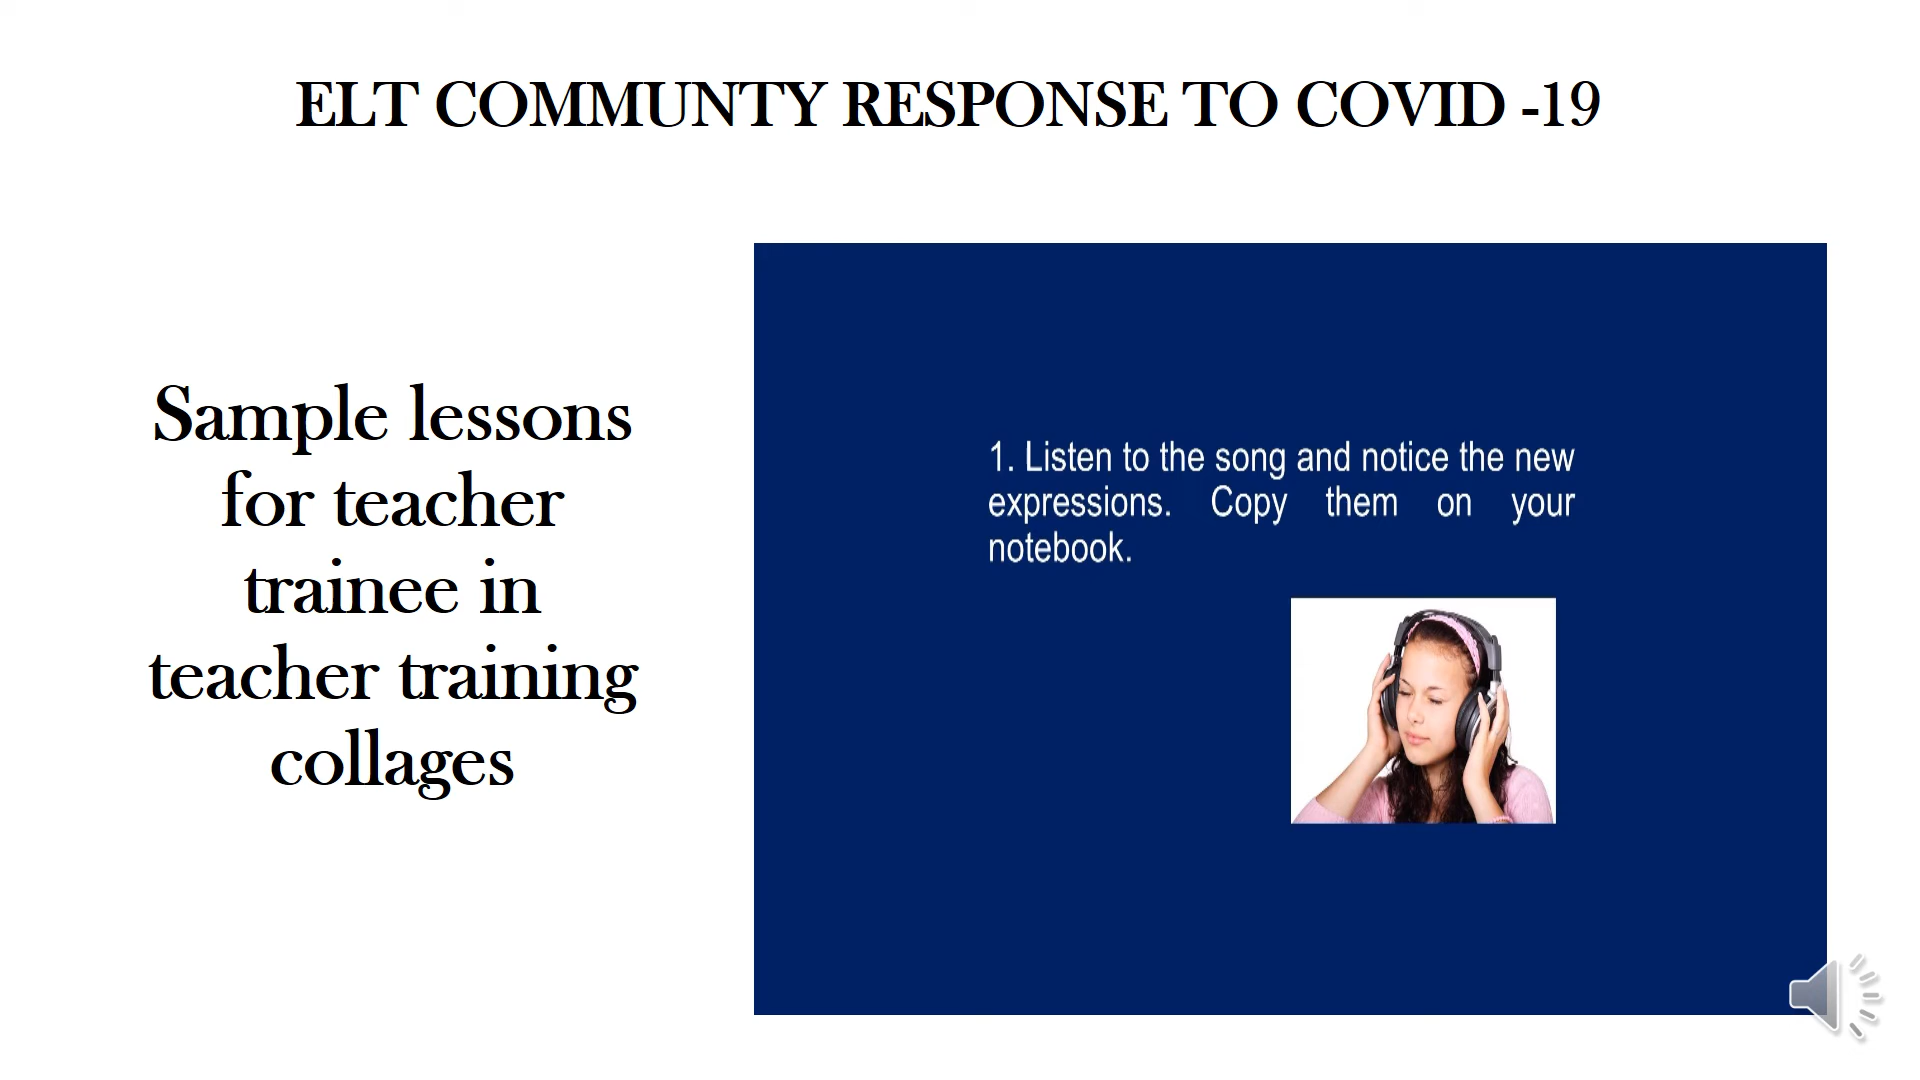 ELT COMMUNTY RESPONSE TO COVID -19
Sample lessons
for teacher
trainee in
teacher training
collages
1. Listen to the song and notice the new
expressions. Copy them on your
notebook.